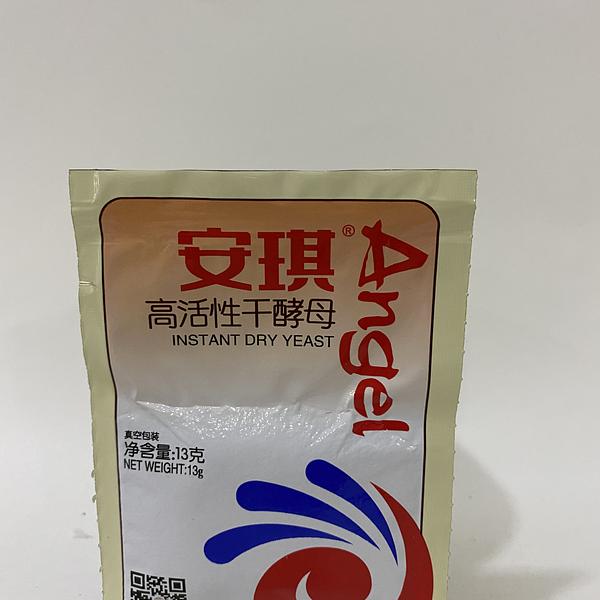 安琪®
Angel
高活性干酵母
INSTANT DRY YEAST
真空包装
净含量:13克
NET WEIGHT:13g